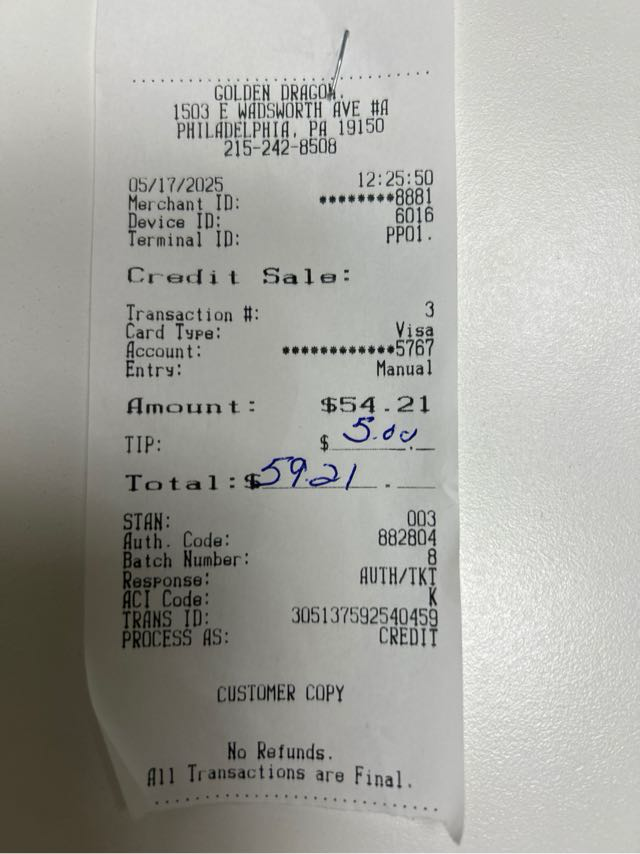 GOLDEN DRAGON.
1503 E WADSWORTH AVE #A
PHILADELPHIA, PA 19150
215-242-8508
05/17/2025 12:25:50
Merchant ID: ********8881
Device ID: 6016
Terminal ID: PP01.
Credit Sale:
Transaction #: 3
Card Type: Visa
Account: ************5767
Entry: Manual
Amount: $54.21
TIP: $ 5.00
Total:$ 59.21
STAN: 003
Auth. Code: 882804
Batch Number: 8
Response: AUTH/TKT
ACI Code: K
TRANS ID: 305137592540459
PROCESS AS: CREDIT
CUSTOMER COPY
No Refunds.
All Transactions are Final.